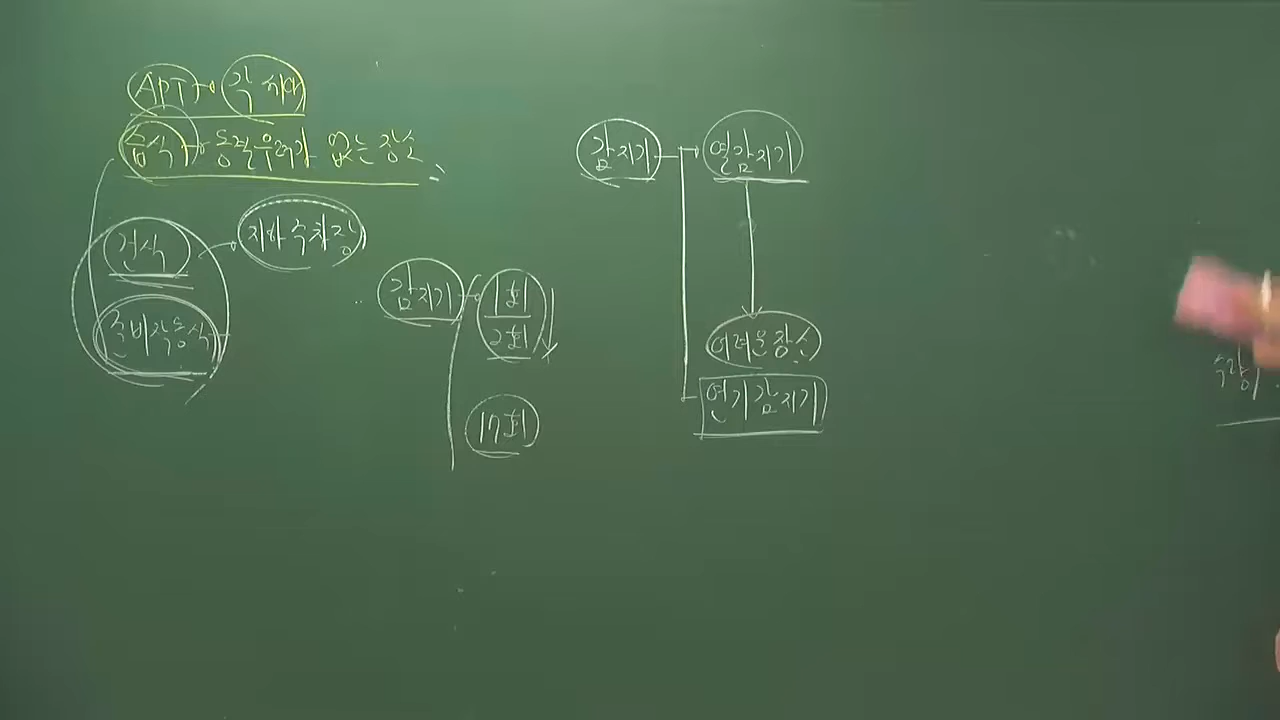 APT → 각 세대
습식 → 동결우려가 없는 장소
건식 → 지하주차장
준비작동식
감지기 1회
2회
17회
감지기 → 열감지기
어려운 장소
연기감지기